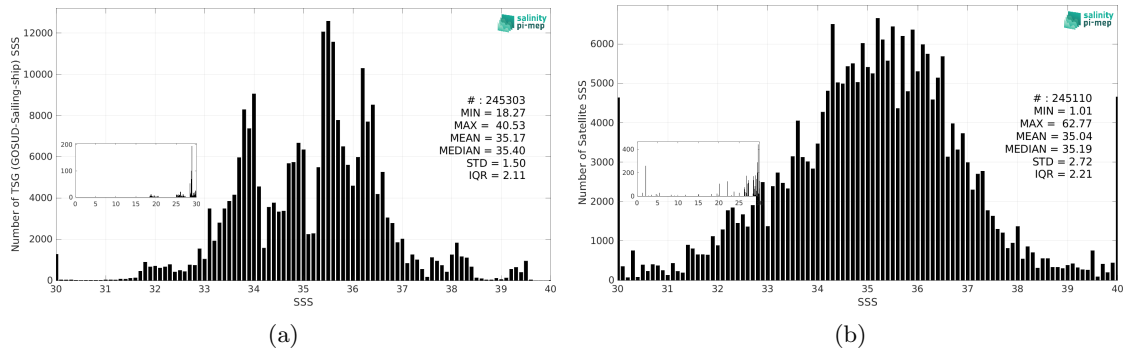 salinity
pi-mep
12000
10000
8000
6000
4000
2000
0
Number of TSG (GOSUD-Sailing-ship) SSS
# : 245303
MIN = 18.27
MAX = 40.53
MEAN = 35.17
MEDIAN = 35.40
STD = 1.50
IQR = 2.11
200
100
0
0 5 10 15 20 25 30
30 31 32 33 34 35 36 37 38 39 40
SSS
(a)
salinity
pi-mep
6000
5000
4000
3000
2000
1000
0
Number of Satellite SSS
# : 245110
MIN = 1.01
MAX = 62.77
MEAN = 35.04
MEDIAN = 35.19
STD = 2.72
IQR = 2.21
400
200
0
0 5 10 15 20 25
30 31 32 33 34 35 36 37 38 39 40
SSS
(b)